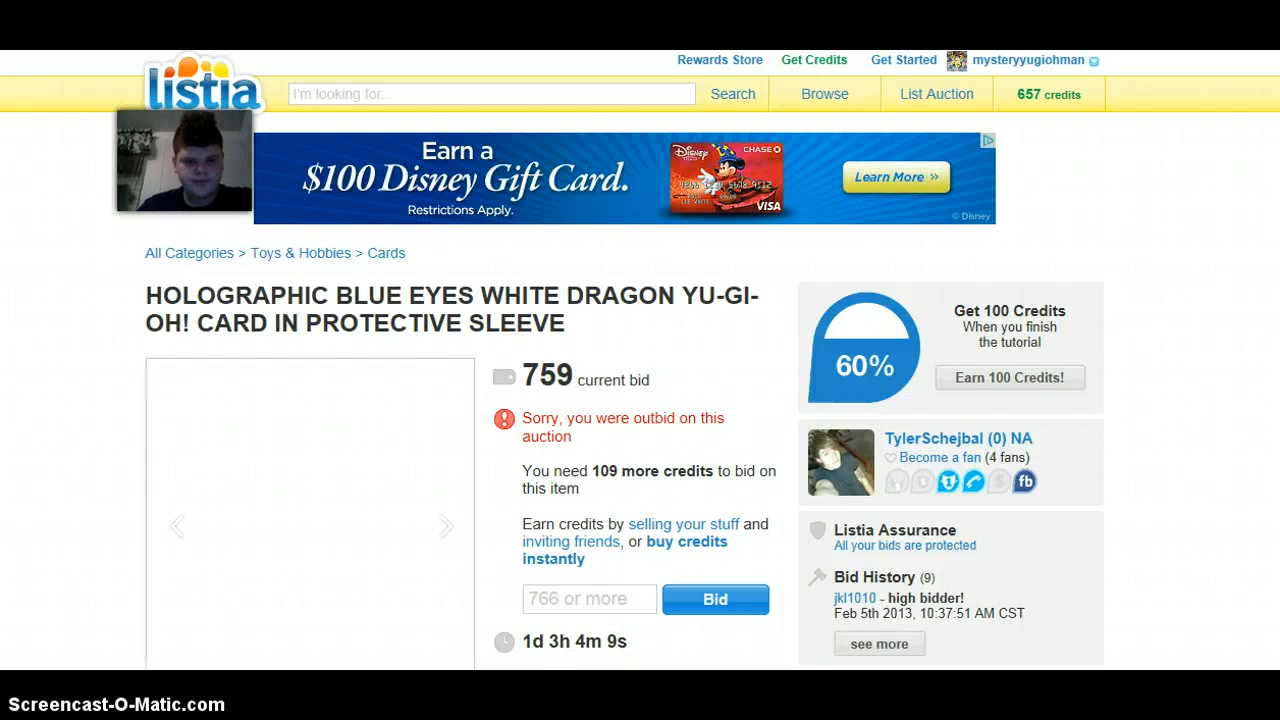 Rewards Store Get Credits Get Started mysteryyugiohman
listia
I'm looking for... Search Browse List Auction 657 credits
Earn a
$100 Disney Gift Card.
Restrictions Apply.
Disney CHASE
VISA
Learn More »
© Disney
All Categories > Toys & Hobbies > Cards
HOLOGRAPHIC BLUE EYES WHITE DRAGON YU-GI-
OH! CARD IN PROTECTIVE SLEEVE
759 current bid
Sorry, you were outbid on this
auction
You need 109 more credits to bid on
this item
Earn credits by selling your stuff and
inviting friends, or buy credits
instantly
766 or more Bid
1d 3h 4m 9s
60%
Get 100 Credits
When you finish
the tutorial
Earn 100 Credits!
TylerSchejbal (0) NA
Become a fan (4 fans)
fb
Listia Assurance
All your bids are protected
Bid History (9)
jkl1010 - high bidder!
Feb 5th 2013, 10:37:51 AM CST
see more
Screencast-O-Matic.com